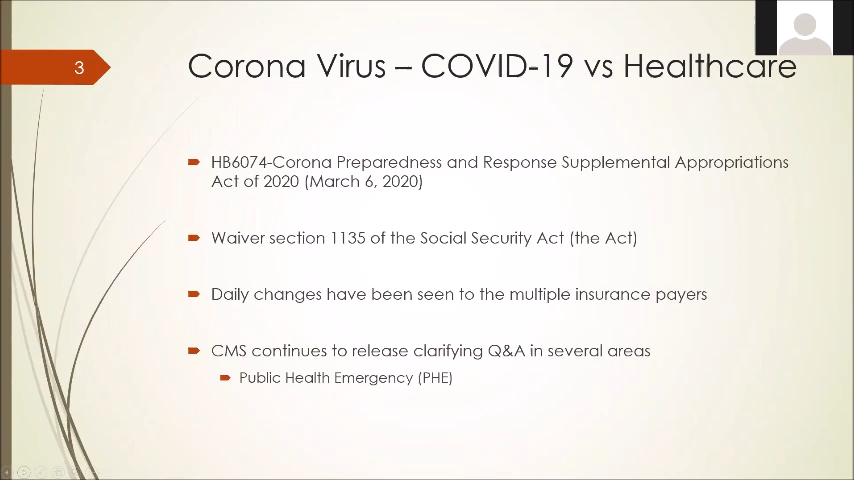 3
Corona Virus – COVID-19 vs Healthcare
HB6074-Corona Preparedness and Response Supplemental Appropriations
Act of 2020 (March 6, 2020)
Waiver section 1135 of the Social Security Act (the Act)
Daily changes have been seen to the multiple insurance payers
CMS continues to release clarifying Q&A in several areas
Public Health Emergency (PHE)